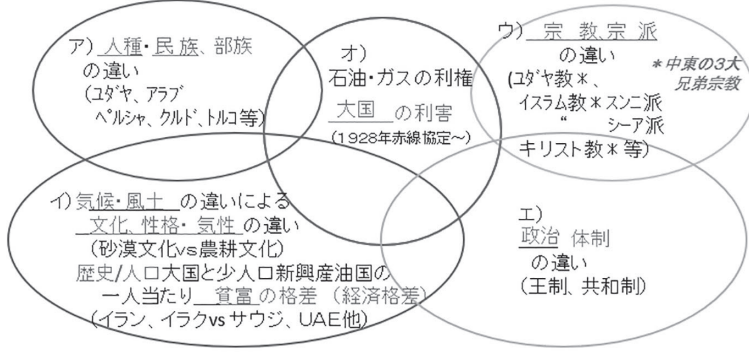 ア）人種・民族、部族
の違い
（ユダヤ、アラブ
ペルシャ、クルド、トルコ等）
オ）
石油・ガスの利権
大国 の利害
（1928年赤線協定～）
ウ） 宗 教、宗 派
の違い
（ユダヤ教＊、
イスラム教＊スンニ派
“ シーア派
キリスト教＊等）
＊中東の3大
兄弟宗教
イ）気候・風土 の違いによる
文化、性格・気性 の違い
（砂漠文化vs農耕文化）
歴史/人口大国と少人口新興産油国の
一人当たり 貧富 の格差（経済格差）
（イラン、イラクvsサウジ、UAE他）
エ）
政治 体制
の違い
（王制、共和制）